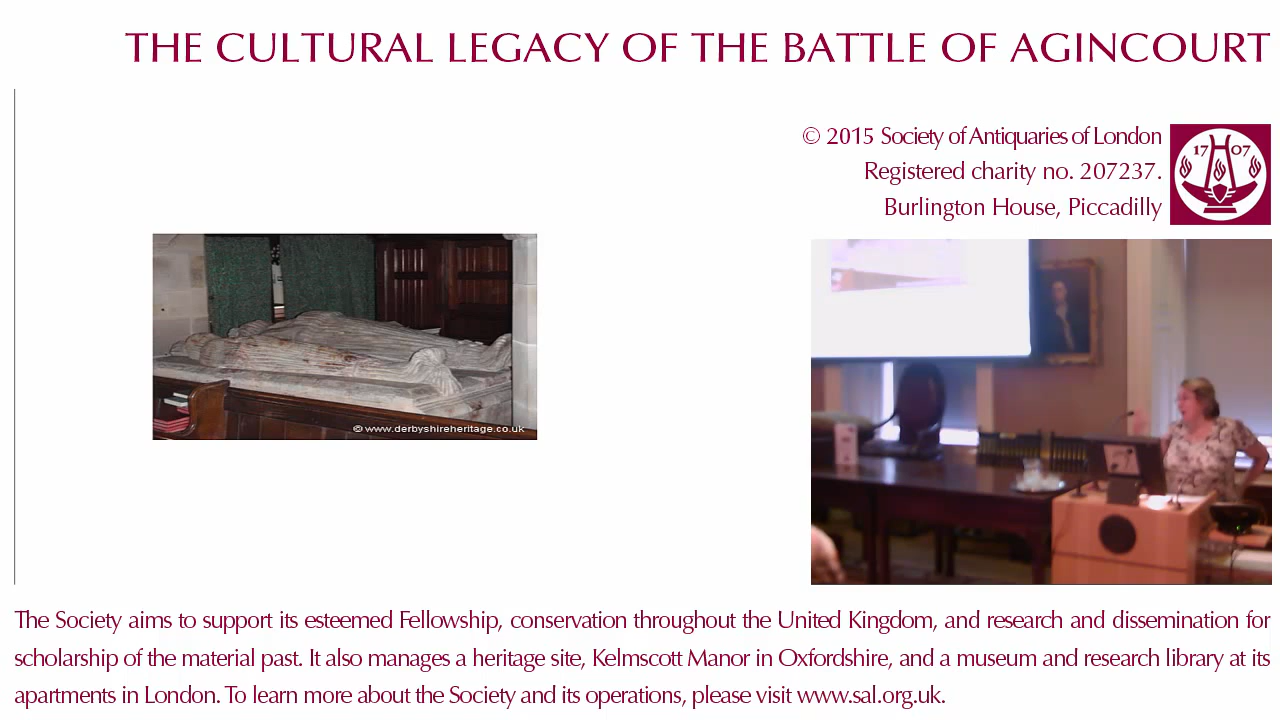 THE CULTURAL LEGACY OF THE BATTLE OF AGINCOURT
© 2015 Society of Antiquaries of London
Registered charity no. 207237.
Burlington House, Piccadilly
17 07
© www.derbyshireheritage.co.uk
The Society aims to support its esteemed Fellowship, conservation throughout the United Kingdom, and research and dissemination for
scholarship of the material past. It also manages a heritage site, Kelmscott Manor in Oxfordshire, and a museum and research library at its
apartments in London. To learn more about the Society and its operations, please visit www.sal.org.uk.